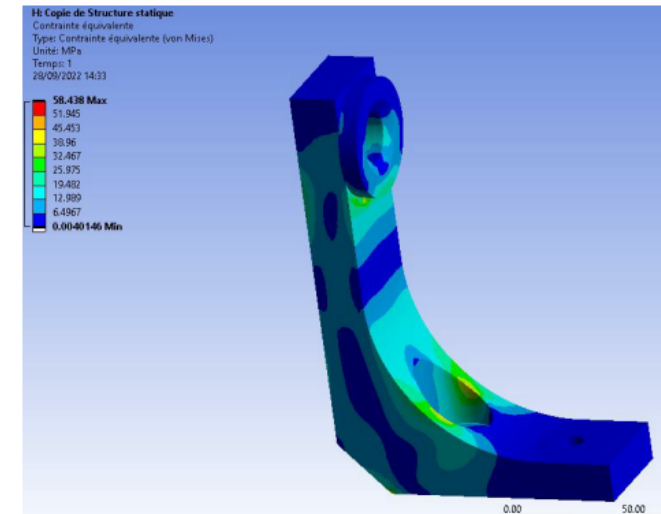 H: Copie de Structure statique
Contrainte équivalente
Type: Contrainte équivalente (von Mises)
Unité: MPa
Temps: 1
28/09/2022 14:33
58.438 Max
51.945
45.453
38.96
32.467
25.975
19.482
12.989
6.4967
0.0040146 Min
0.00 50.00